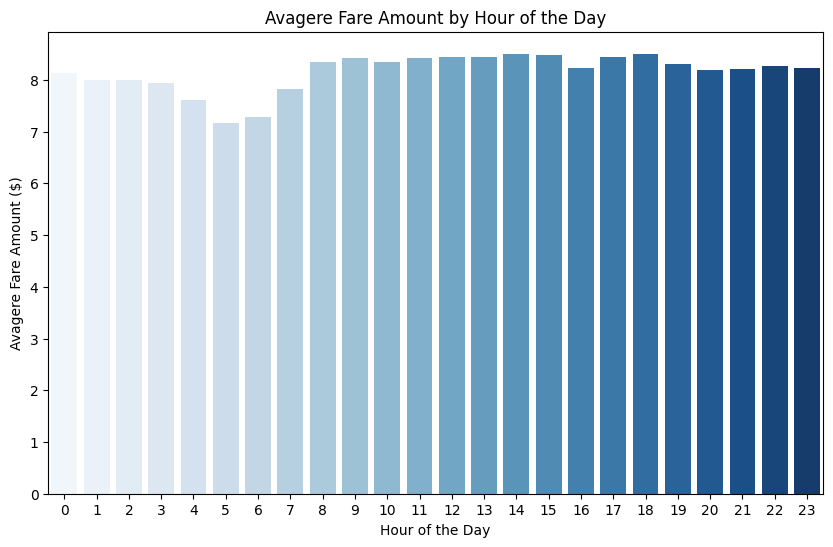 Avagere Fare Amount by Hour of the Day
Avagere Fare Amount ($)
8
7
6
5
4
3
2
1
0
0 1 2 3 4 5 6 7 8 9 10 11 12 13 14 15 16 17 18 19 20 21 22 23
Hour of the Day